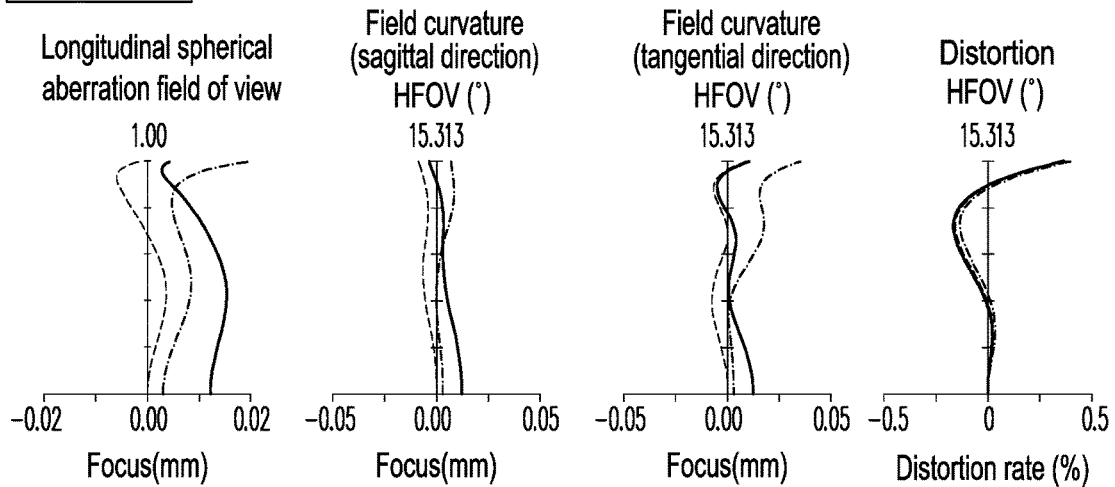 Longitudinal spherical
aberration field of view
1.00
−0.02 0.00 0.02
Focus(mm)
Field curvature
(sagittal direction)
HFOV (°)
15.313
−0.05 0.00 0.05
Focus(mm)
Field curvature
(tangential direction)
HFOV (°)
15.313
−0.05 0.00 0.05
Focus(mm)
Distortion
HFOV (°)
15.313
−0.5 0 0.5
Distortion rate (%)